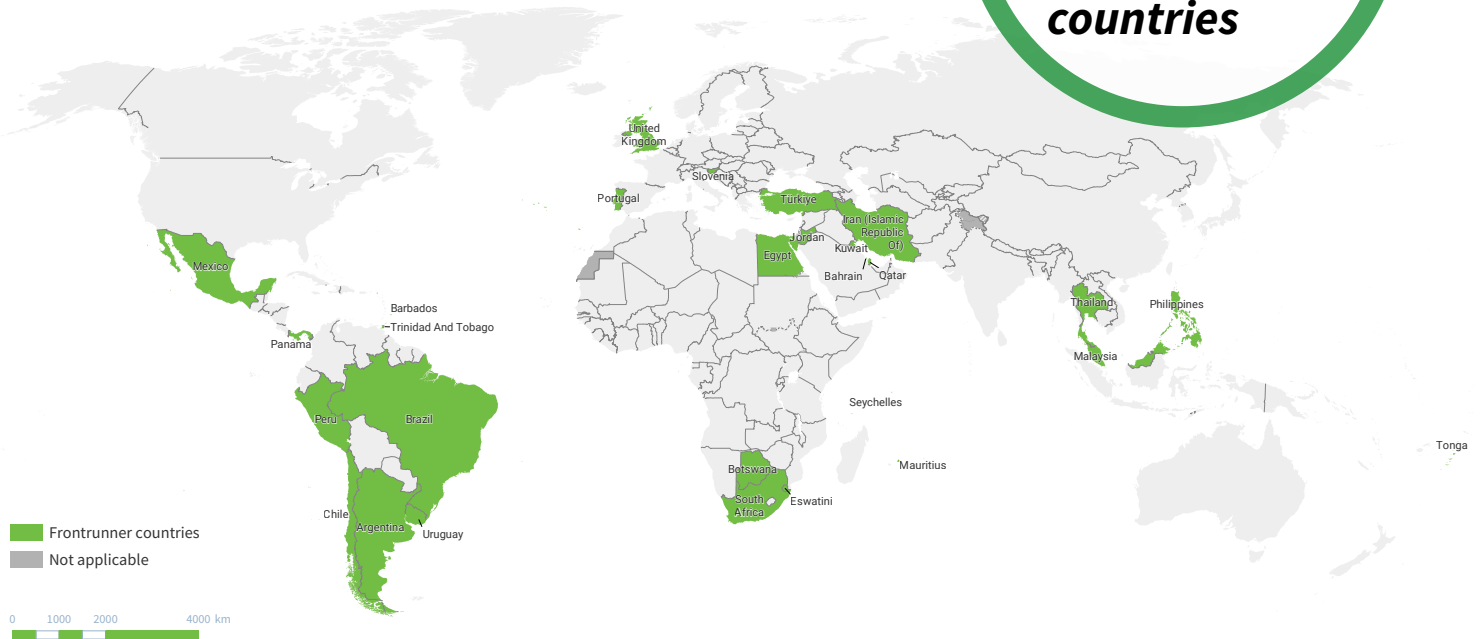 countries
United
Kingdom
Slovenia
Portugal
Türkiye
Iran (Islamic
Republic
Of)
Jordan
Kuwait
Egypt
Bahrain
Qatar
Mexico
Barbados
Trinidad And Tobago
Panama
Thailand
Philippines
Malaysia
Peru
Brazil
Seychelles
Tonga
Mauritius
Botswana
South
Africa
Eswatini
Chile
Argentina
Uruguay
Frontrunner countries
Not applicable
0 1000 2000 4000 km